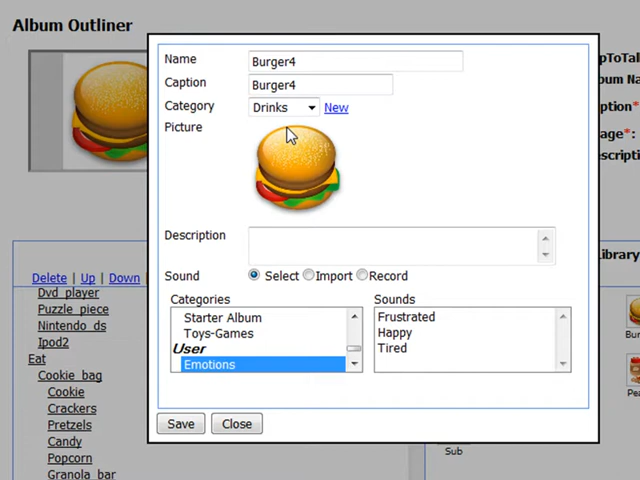 Album Outliner
Name Burger4
Caption Burger4
Category Drinks New
Picture
Description
Sound Select Import Record
Categories Sounds
Starter Album
Toys-Games
User
Emotions
Frustrated
Happy
Tired
Save Close
Delete | Up | Down |
Dvd_player
Puzzle_piece
Nintendo_ds
Ipod2
Eat
Cookie_bag
Cookie
Crackers
Pretzels
Candy
Popcorn
Granola_bar
Sub